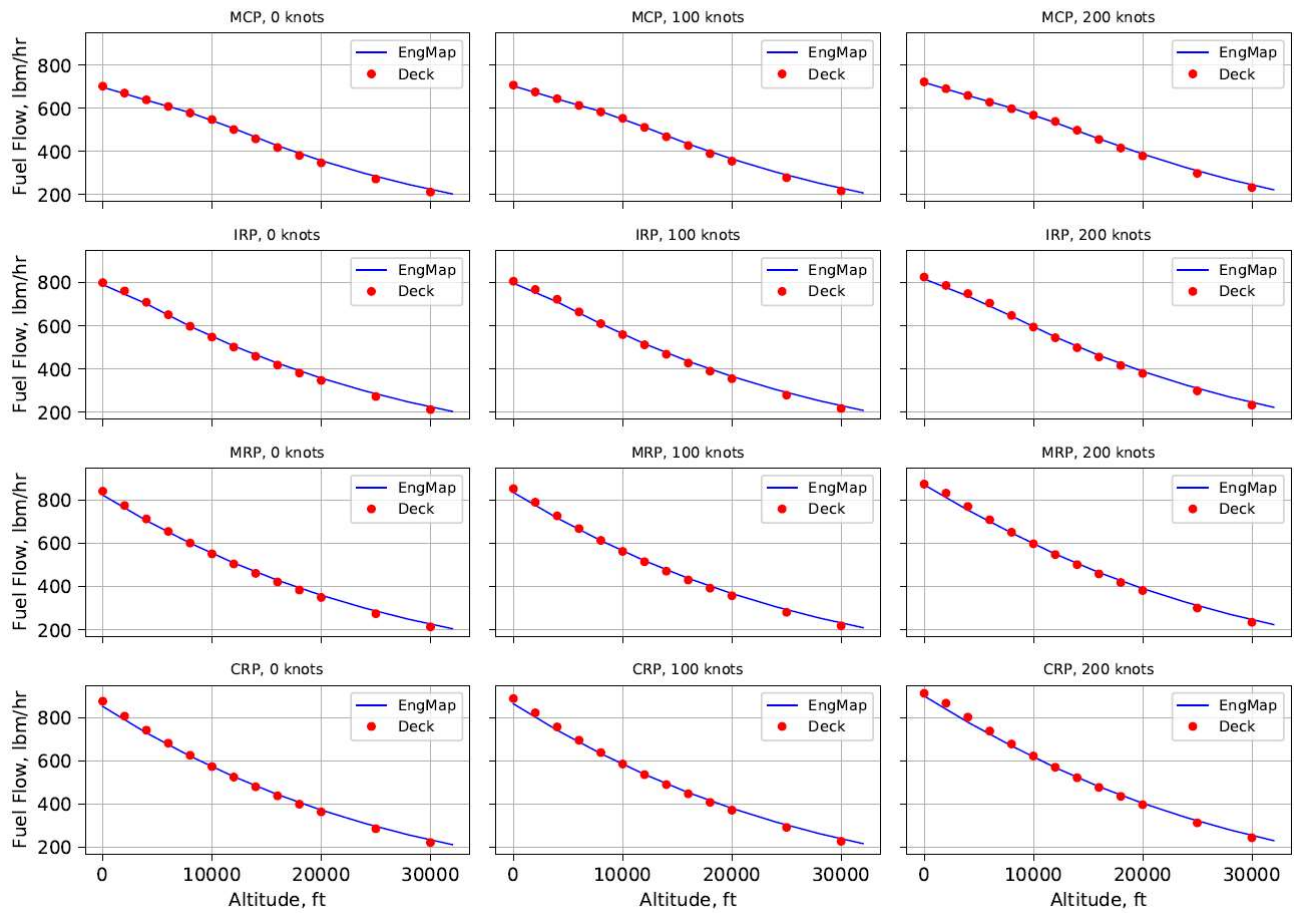 MCP, 0 knots
MCP, 100 knots
MCP, 200 knots
Fuel Flow, lbm/hr
800
600
400
200
EngMap
Deck
EngMap
Deck
EngMap
Deck
IRP, 0 knots
IRP, 100 knots
IRP, 200 knots
Fuel Flow, lbm/hr
800
600
400
200
EngMap
Deck
EngMap
Deck
EngMap
Deck
MRP, 0 knots
MRP, 100 knots
MRP, 200 knots
Fuel Flow, lbm/hr
800
600
400
200
EngMap
Deck
EngMap
Deck
EngMap
Deck
CRP, 0 knots
CRP, 100 knots
CRP, 200 knots
Fuel Flow, lbm/hr
800
600
400
200
EngMap
Deck
EngMap
Deck
EngMap
Deck
0 10000 20000 30000
0 10000 20000 30000
0 10000 20000 30000
Altitude, ft
Altitude, ft
Altitude, ft